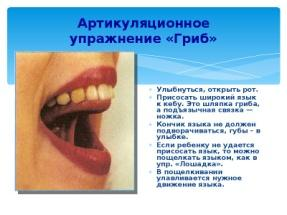 Артикуляционное
упражнение «Гриб»
Улыбнуться, открыть рот.
Присосать широкий язык
к небу. Это шляпка гриба,
а подъязычная связка —
ножка.
Кончик языка не должен
подворачиваться, губы – в
улыбке.
Если ребенку не удается
присосать язык, то можно
пощелкать языком, как в
упр. «Лошадка».
В пощелкивании
улавливается нужное
движение языка.